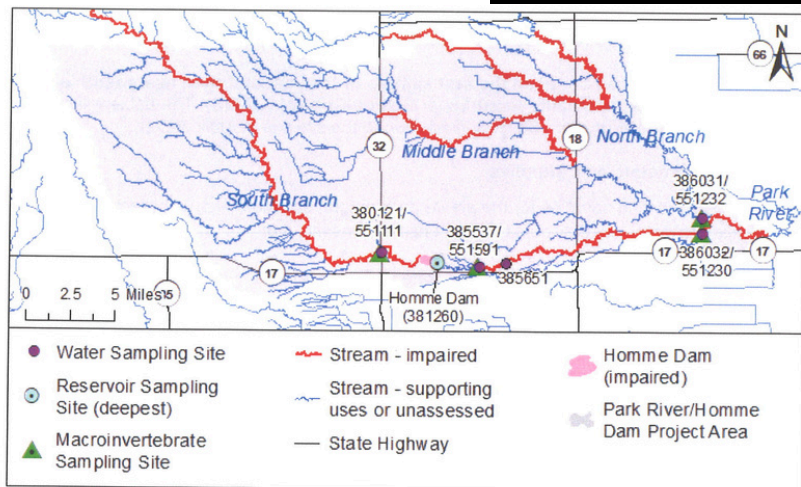 N
66
18
North Branch
32
Middle Branch
386031/
551232
Park
River
South Branch
380121/
551111
385537/
551591
17
17
386032/
551230
385651
17
0 2.5 5 Miles
15
Homme Dam
(381260)
Water Sampling Site
Reservoir Sampling
Site (deepest)
Macroinvertebrate
Sampling Site
Stream - impaired
Stream - supporting
uses or unassessed
State Highway
Homme Dam
(impaired)
Park River/Homme
Dam Project Area